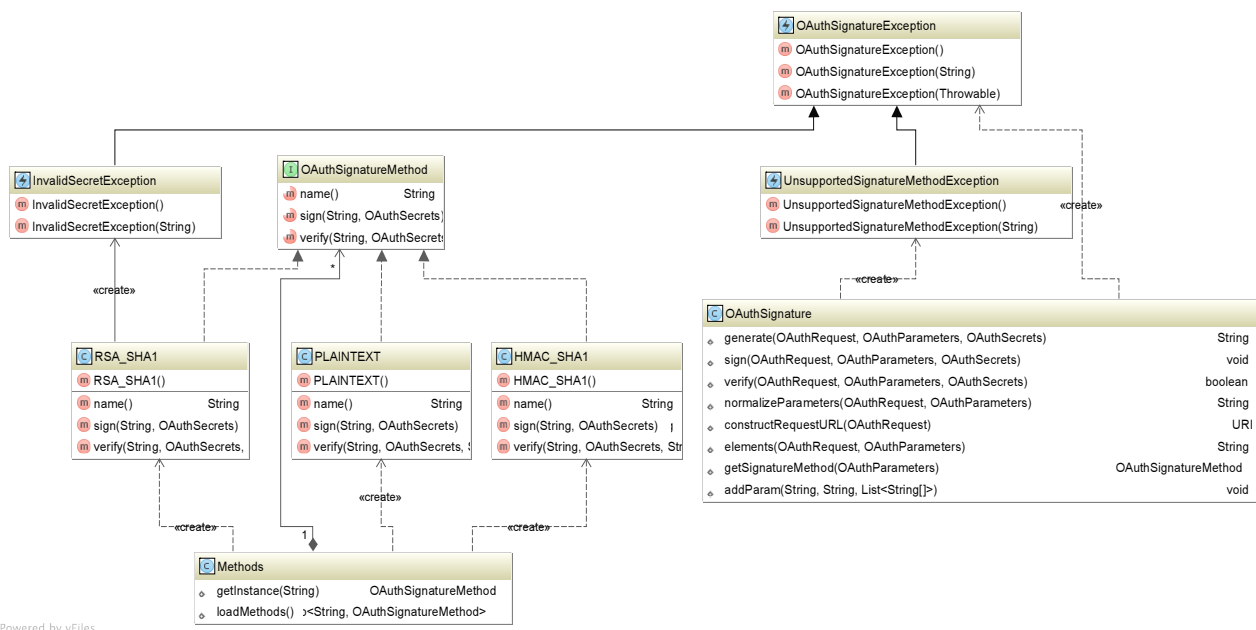 OAuthSignatureException
OAuthSignatureException()
OAuthSignatureException(String)
OAuthSignatureException(Throwable)
InvalidSecretException
InvalidSecretException()
InvalidSecretException(String)
OAuthSignatureMethod
name() String
sign(String, OAuthSecrets)
verify(String, OAuthSecrets
UnsupportedSignatureMethodException
UnsupportedSignatureMethodException()
UnsupportedSignatureMethodException(String)
«create»
*
«create»
«create»
RSA_SHA1
RSA_SHA1()
name() String
sign(String, OAuthSecrets)
verify(String, OAuthSecrets,
PLAINTEXT
PLAINTEXT()
name() String
sign(String, OAuthSecrets)
verify(String, OAuthSecrets,
HMAC_SHA1
HMAC_SHA1()
name() String
sign(String, OAuthSecrets)
verify(String, OAuthSecrets, Str
OAuthSignature
generate(OAuthRequest, OAuthParameters, OAuthSecrets) String
sign(OAuthRequest, OAuthParameters, OAuthSecrets) void
verify(OAuthRequest, OAuthParameters, OAuthSecrets) boolean
normalizeParameters(OAuthRequest, OAuthParameters) String
constructRequestURL(OAuthRequest) URI
elements(OAuthRequest, OAuthParameters) String
getSignatureMethod(OAuthParameters) OAuthSignatureMethod
addParam(String, String, List<String[]>) void
«create»
«create»
«create»
1
Methods
getInstance(String) OAuthSignatureMethod
loadMethods() <String, OAuthSignatureMethod>
Powered by yFiles